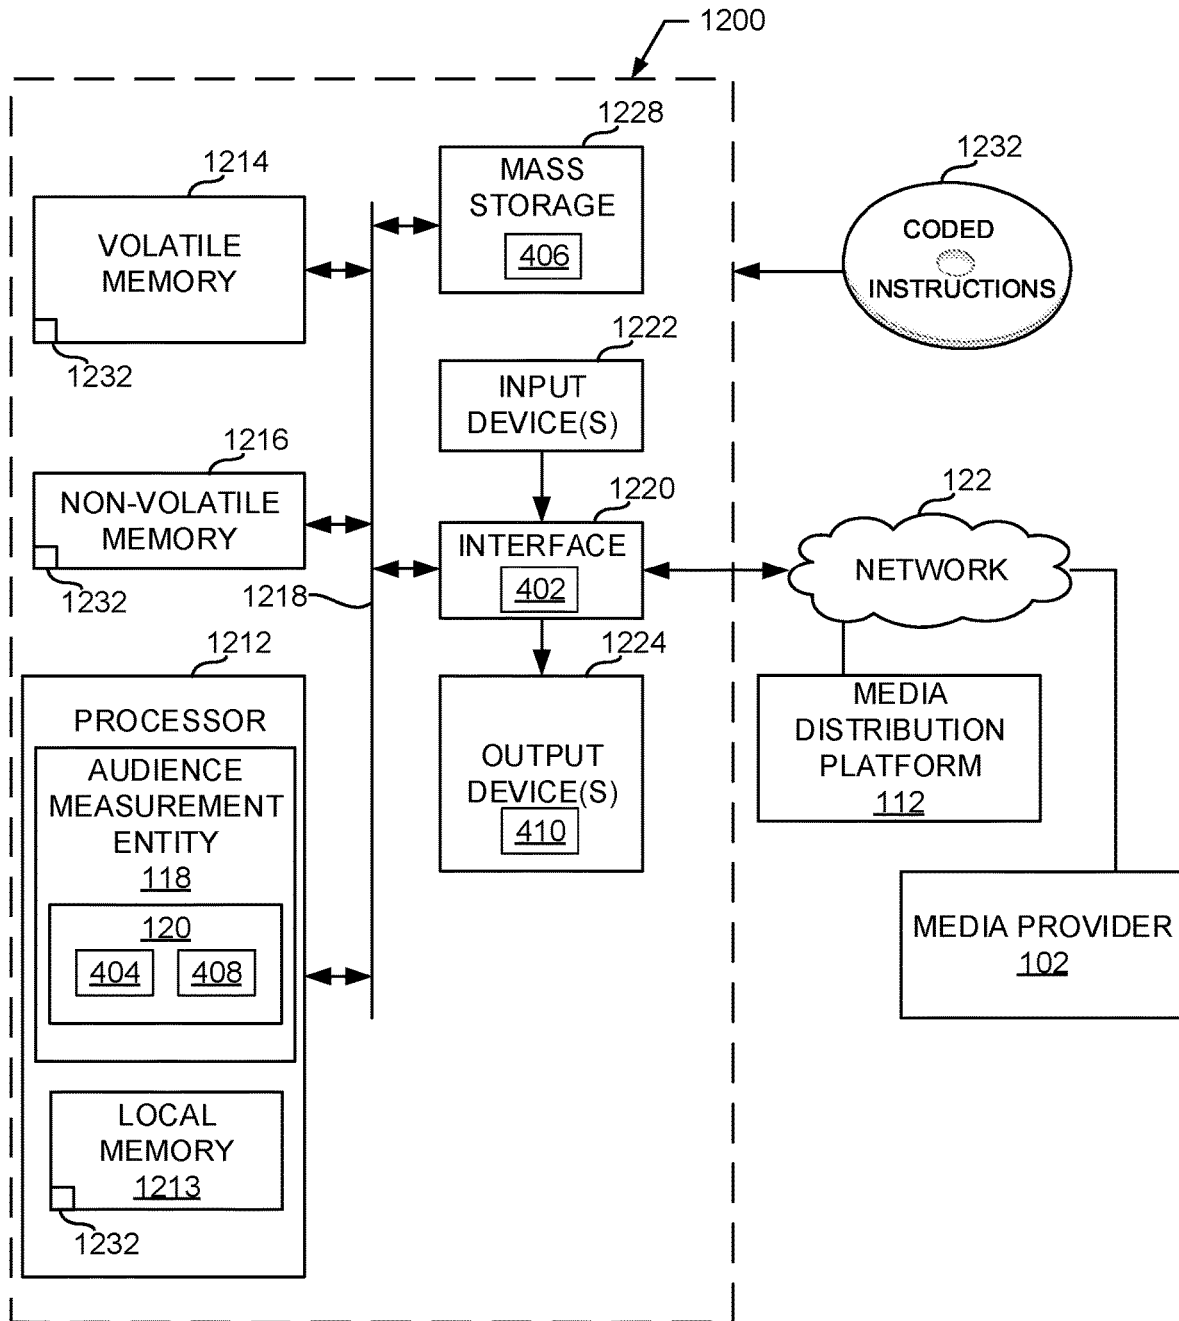 1200
1228
MASS
STORAGE
406
1214
VOLATILE
MEMORY
1232
1232
CODED
INSTRUCTIONS
1222
INPUT
DEVICE(S)
1216
NON-VOLATILE
MEMORY
1232
1218
1220
INTERFACE
402
122
NETWORK
1212
PROCESSOR
AUDIENCE
MEASUREMENT
ENTITY
118
120
404 408
LOCAL
MEMORY
1213
1232
1224
OUTPUT
DEVICE(S)
410
MEDIA
DISTRIBUTION
PLATFORM
112
MEDIA PROVIDER
102